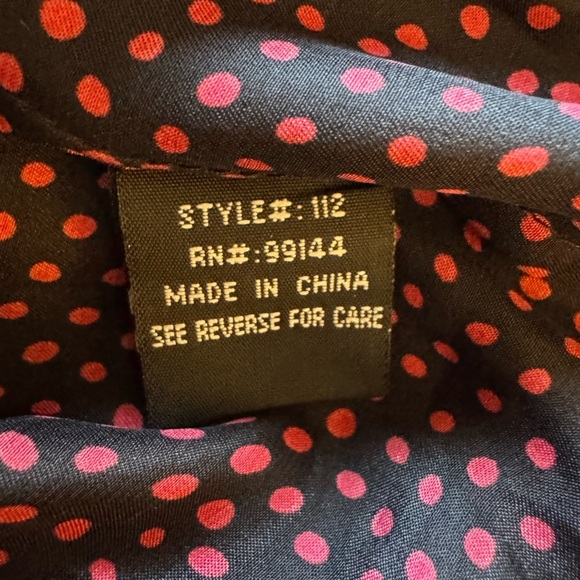 STYLE#: 112
RN#: 99144
MADE IN CHINA
SEE REVERSE FOR CARE